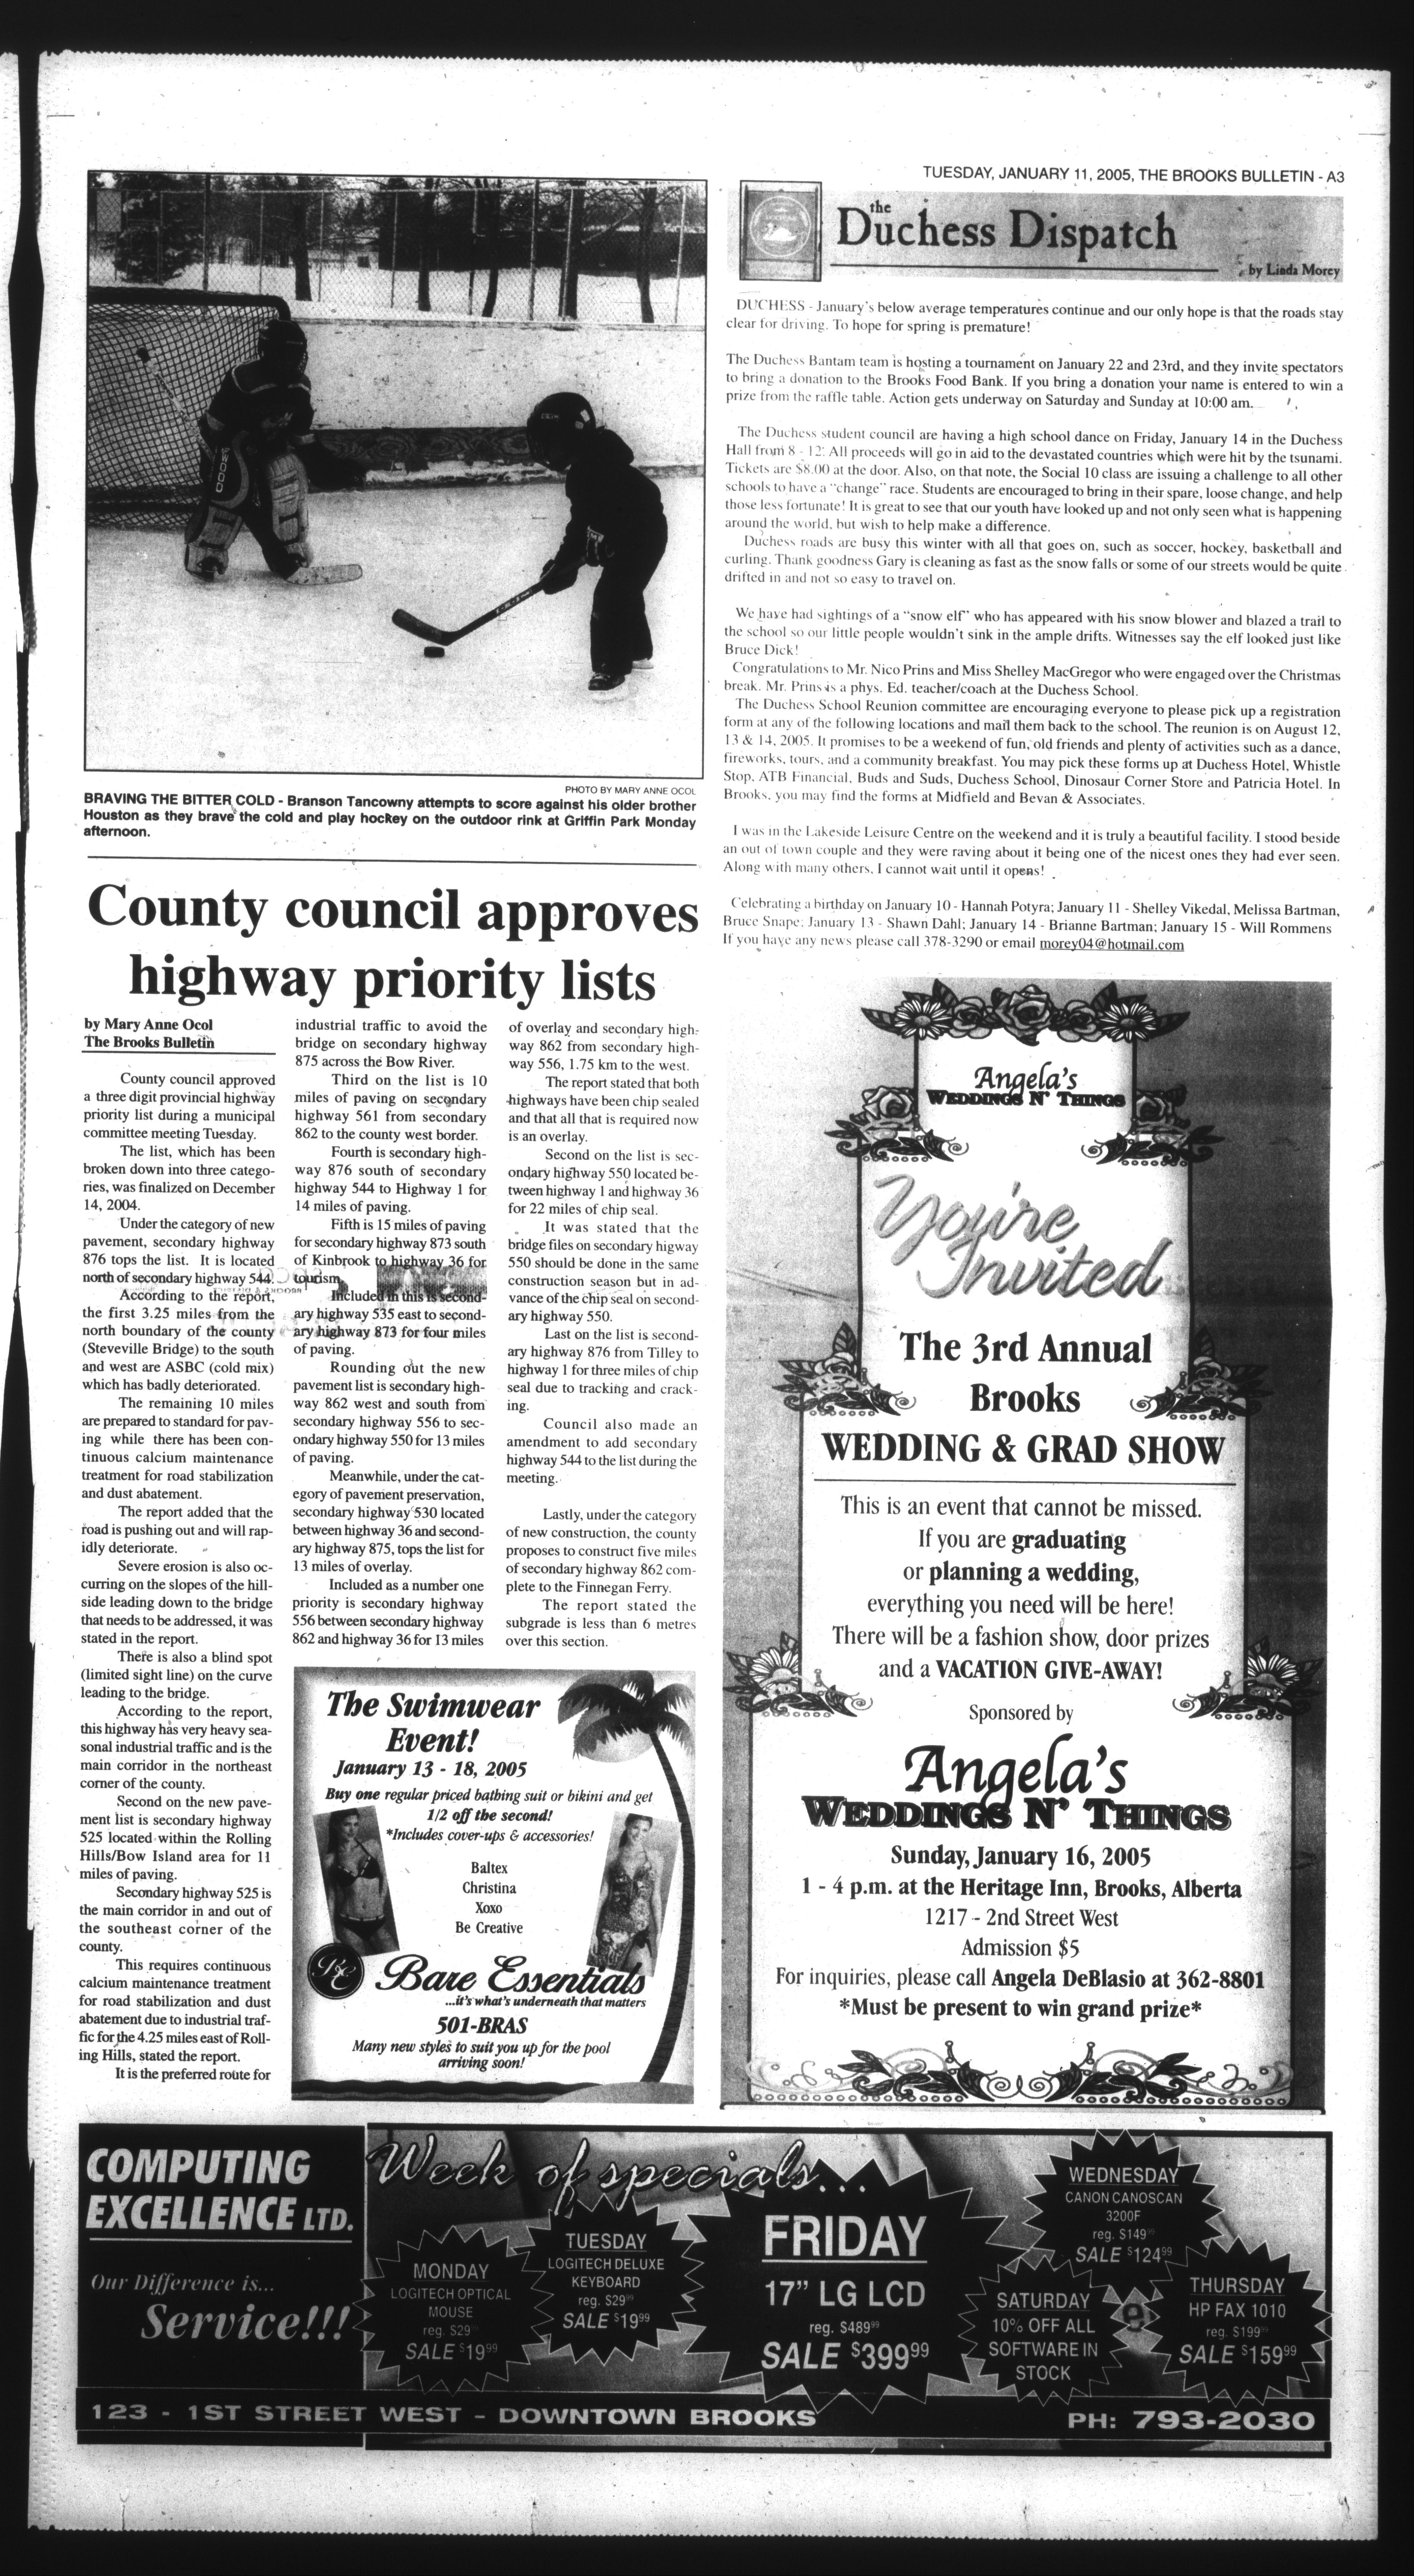 TUESDAY, JANUARY 11, 2005, THE BROOKS BULLETIN - A3
PHOTO BY MARY ANNE OCOL
BRAVING THE BITTER COLD - Branson Tancowny attempts to score against his older brother
Houston as they brave the cold and play hockey on the outdoor rink at Griffin Park Monday
afternoon.
County council approves
highway priority lists
by Mary Anne Ocol
The Brooks Bulletin
County council approved
a three digit provincial highway
priority list during a municipal
committee meeting Tuesday.
The list, which has been
broken down into three catego-
ries, was finalized on December
14, 2004.
Under the category of new
pavement, secondary highway
876 tops the list. It is located
north of secondary highway 544.
According to the report,
the first 3.25 miles from the
north boundary of the county
(Steveville Bridge) to the south
and west are ASBC (cold mix)
which has badly deteriorated.
The remaining 10 miles
are prepared to standard for pav-
ing while there has been con-
tinuous calcium maintenance
treatment for road stabilization
and dust abatement.
The report added that the
road is pushing out and will rap-
idly deteriorate.
Severe erosion is also oc-
curring on the slopes of the hill-
side leading down to the bridge
that needs to be addressed, it was
stated in the report.
There is also a blind spot
(limited sight line) on the curve
leading to the bridge.
According to the report,
this highway has very heavy sea-
sonal industrial traffic and is the
main corridor in the northeast
corner of the county.
Second on the new pave-
ment list is secondary highway
525 located within the Rolling
Hills/Bow Island area for 11
miles of paving.
Secondary highway 525 is
the main corridor in and out of
the southeast corner of the
county.
This requires continuous
calcium maintenance treatment
for road stabilization and dust
abatement due to industrial traf-
fic for the 4.25 miles east of Roll-
ing Hills, stated the report.
It is the preferred route for
industrial traffic to avoid the
bridge on secondary highway
875 across the Bow River.
Third on the list is 10
miles of paving on secondary
highway 561 from secondary
862 to the county west border.
Fourth is secondary high-
way 876 south of secondary
highway 544 to Highway 1 for
14 miles of paving.
Fifth is 15 miles of paving
for secondary highway 873 south
of Kinbrook to highway 36 for
tourism.
Included in this is second-
ary highway 535 east to second-
ary highway 873 for four miles
of paving.
Rounding out the new
pavement list is secondary high-
way 862 west and south from
secondary highway 556 to sec-
ondary highway 550 for 13 miles
of paving.
Meanwhile, under the cat-
egory of pavement preservation,
secondary highway 530 located
between highway 36 and second-
ary highway 875, tops the list for
13 miles of overlay.
Included as a number one
priority is secondary highway
556 between secondary highway
862 and highway 36 for 13 miles
of overlay and secondary high-
way 862 from secondary high-
way 556, 1.75 km to the west.
The report stated that both
highways have been chip sealed
and that all that is required now
is an overlay.
Second on the list is sec-
ondary highway 550 located be-
tween highway 1 and highway 36
for 22 miles of chip seal.
It was stated that the
bridge files on secondary higway
550 should be done in the same
construction season but in ad-
vance of the chip seal on second-
ary highway 550.
Last on the list is second-
ary highway 876 from Tilley to
highway 1 for three miles of chip
seal due to tracking and crack-
ing.
Council also made an
amendment to add secondary
highway 544 to the list during the
meeting.
Lastly, under the category
of new construction, the county
proposes to construct five miles
of secondary highway 862 com-
plete to the Finnegan Ferry.
The report stated the
subgrade is less than 6 metres
over this section.
the
Duchess Dispatch
by Linda Morey
DUCHESS - January's below average temperatures continue and our only hope is that the roads stay
clear for driving. To hope for spring is premature!
The Duchess Bantam team is hosting a tournament on January 22 and 23rd, and they invite spectators
to bring a donation to the Brooks Food Bank. If you bring a donation your name is entered to win a
prize from the raffle table. Action gets underway on Saturday and Sunday at 10:00 am.
The Duchess student council are having a high school dance on Friday, January 14 in the Duchess
Hall from 8 - 12. All proceeds will go in aid to the devastated countries which were hit by the tsunami.
Tickets are $8.00 at the door. Also, on that note, the Social 10 class are issuing a challenge to all other
schools to have a "change" race. Students are encouraged to bring in their spare, loose change, and help
those less fortunate! It is great to see that our youth have looked up and not only seen what is happening
around the world, but wish to help make a difference.
Duchess roads are busy this winter with all that goes on, such as soccer, hockey, basketball and
curling. Thank goodness Gary is cleaning as fast as the snow falls or some of our streets would be quite
drifted in and not so easy to travel on.
We have had sightings of a "snow elf" who has appeared with his snow blower and blazed a trail to
the school so our little people wouldn't sink in the ample drifts. Witnesses say the elf looked just like
Bruce Dick!
Congratulations to Mr. Nico Prins and Miss Shelley MacGregor who were engaged over the Christmas
break. Mr. Prins is a phys. Ed. teacher/coach at the Duchess School.
The Duchess School Reunion committee are encouraging everyone to please pick up a registration
form at any of the following locations and mail them back to the school. The reunion is on August 12,
13 & 14, 2005. It promises to be a weekend of fun, old friends and plenty of activities such as a dance,
fireworks, tours, and a community breakfast. You may pick these forms up at Duchess Hotel, Whistle
Stop, ATB Financial, Buds and Suds, Duchess School, Dinosaur Corner Store and Patricia Hotel. In
Brooks, you may find the forms at Midfield and Bevan & Associates.
I was in the Lakeside Leisure Centre on the weekend and it is truly a beautiful facility. I stood beside
an out of town couple and they were raving about it being one of the nicest ones they had ever seen.
Along with many others, I cannot wait until it opens!
Celebrating a birthday on January 10 - Hannah Potyra; January 11 - Shelley Vikedal, Melissa Bartman,
Bruce Snape; January 13 - Shawn Dahl; January 14 - Brianne Bartman; January 15 - Will Rommens
If you have any news please call 378-3290 or email morey04@hotmail.com
Angela's
WEDDINGS N' THINGS
You're
Invited
The 3rd Annual
Brooks
WEDDING & GRAD SHOW
This is an event that cannot be missed.
If you are graduating
or planning a wedding,
everything you need will be here!
There will be a fashion show, door prizes
and a VACATION GIVE-AWAY!
Sponsored by
Angela's
WEDDINGS N' THINGS
Sunday, January 16, 2005
1 - 4 p.m. at the Heritage Inn, Brooks, Alberta
1217 - 2nd Street West
Admission $5
For inquiries, please call Angela DeBlasio at 362-8801
*Must be present to win grand prize*
The Swimwear
Event!
January 13 - 18, 2005
Buy one regular priced bathing suit or bikini and get
1/2 off the second!
*Includes cover-ups & accessories!
Baltex
Christina
Xoxo
Be Creative
Bare Essentials
...it's what's underneath that matters
501-BRAS
Many new styles to suit you up for the pool
arriving soon!
COMPUTING
EXCELLENCE LTD.
Our Difference is...
Service!!!
Week of specials...
MONDAY
LOGITECH OPTICAL
MOUSE
reg. $29
SALE $19.99
TUESDAY
LOGITECH DELUXE
KEYBOARD
reg. $29.99
SALE $19.99
FRIDAY
17" LG LCD
reg. $489.99
SALE $399.99
WEDNESDAY
CANON CANOSCAN
3200F
reg. $149
SALE $124.99
SATURDAY
10% OFF ALL
SOFTWARE IN
STOCK
THURSDAY
HP FAX 1010
reg. $199
SALE $159.99
123 - 1ST STREET WEST - DOWNTOWN BROOKS
PH: 793-2030